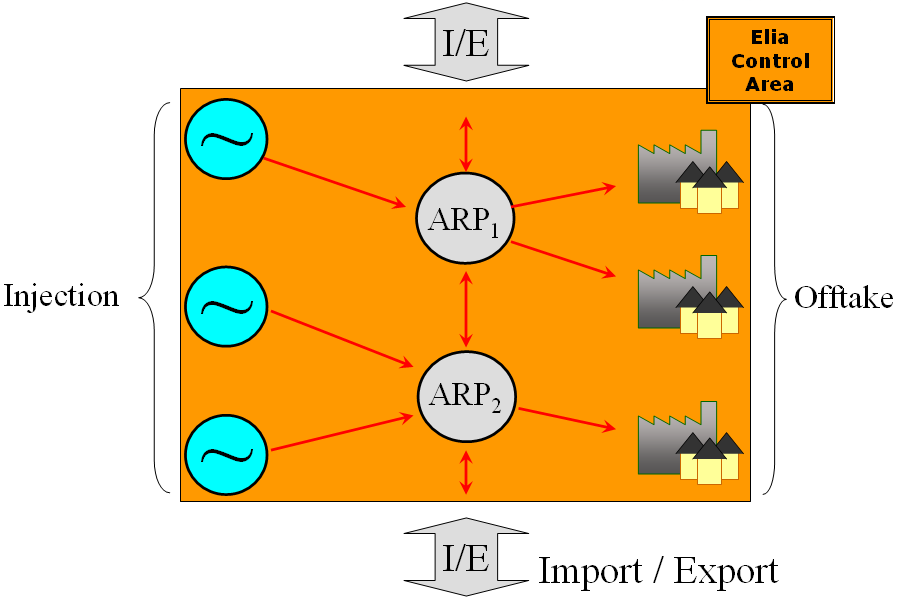 I/E
Elia
Control
Area
ARP1
Injection
Offtake
ARP2
I/E
Import / Export